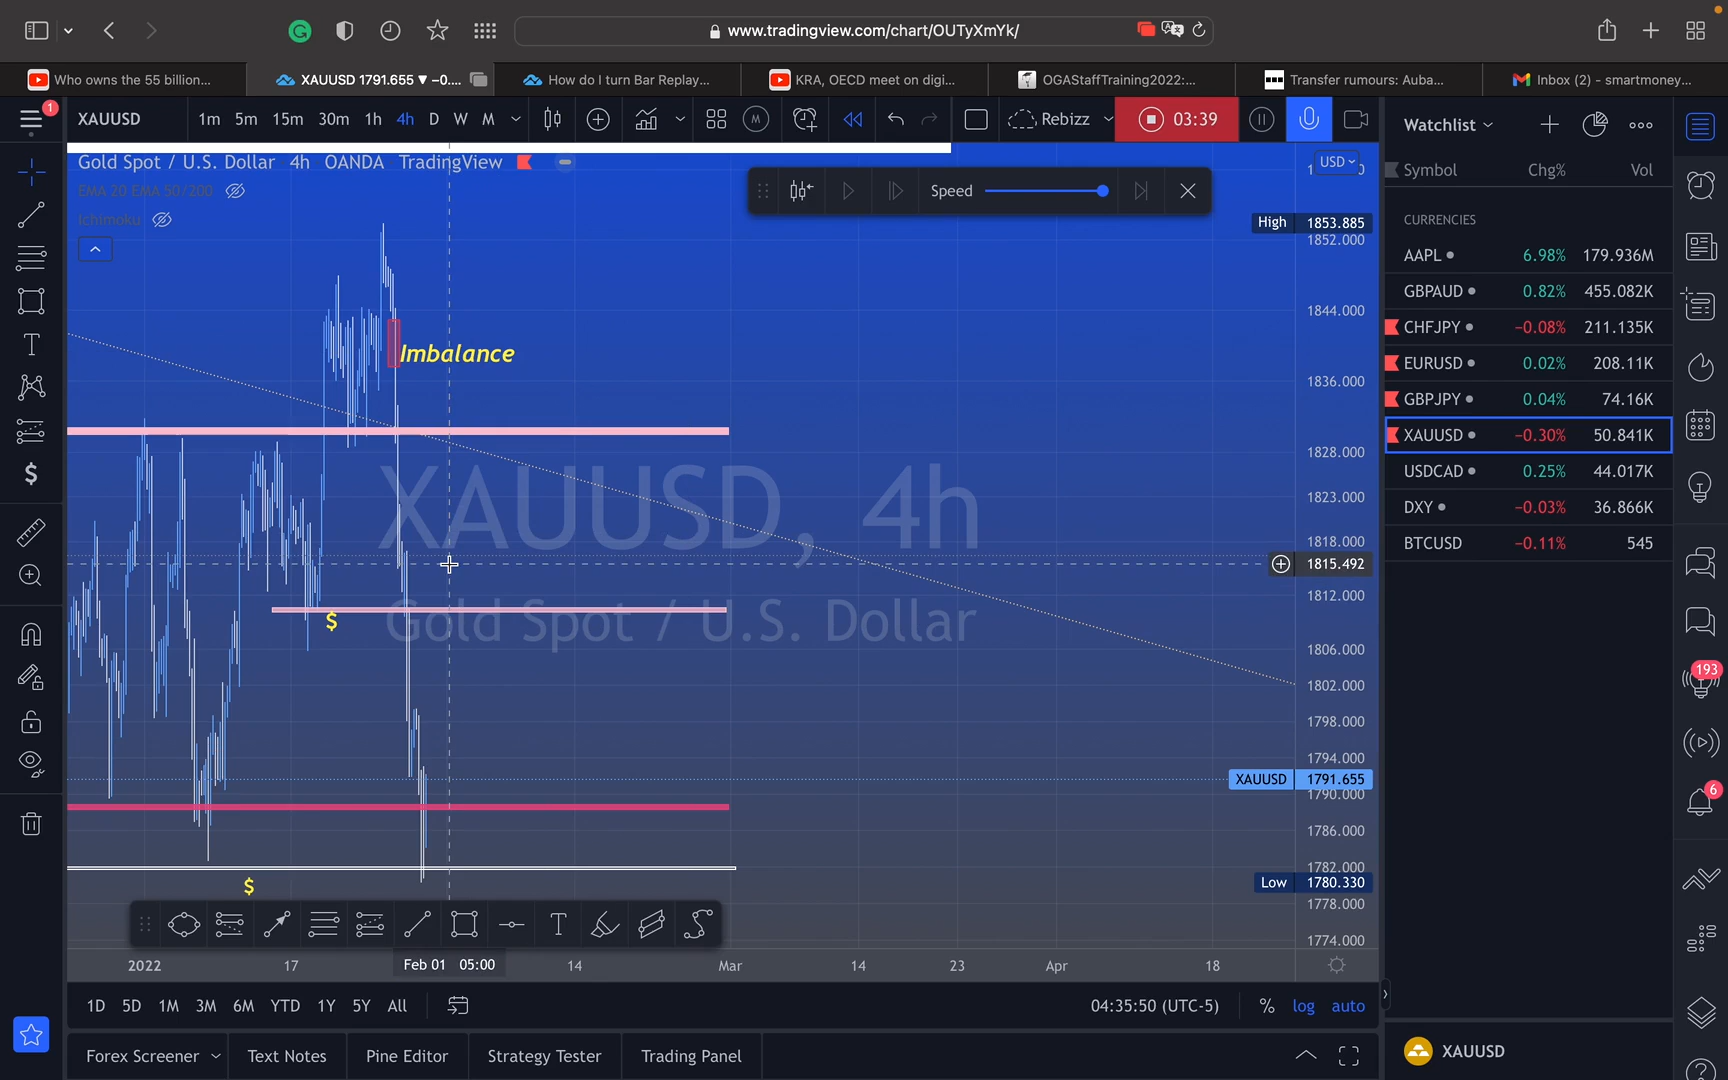 www.tradingview.com/chart/OUTyXmYk/
Who owns the 55 billion...
XAUUSD 1791.655 ▼ −0....
How do I turn Bar Replay...
KRA, OECD meet on digi...
OGAStaffTraining2022:...
Transfer rumours: Auba...
Inbox (2) - smartmoney...
1
XAUUSD
1m 5m 15m 30m 1h 4h D W M
M
Rebizz
03:39
Watchlist
Gold Spot / U.S. Dollar 4h OANDA TradingView
USD
EMA 20 EMA 50/200
Ichimoku
Speed
Symbol Chg% Vol
CURRENCIES
AAPL 6.98% 179.936M
GBPAUD 0.82% 455.082K
CHFJPY −0.08% 211.135K
EURUSD 0.02% 208.11K
GBPJPY 0.04% 74.16K
XAUUSD −0.30% 50.841K
USDCAD 0.25% 44.017K
DXY −0.03% 36.866K
BTCUSD −0.11% 545
High 1853.885
1852.000
1844.000
1836.000
1828.000
1823.000
1818.000
1815.492
1812.000
1806.000
1802.000
1798.000
1794.000
XAUUSD 1791.655
1790.000
1786.000
1782.000
Low 1780.330
1778.000
1774.000
Imbalance
XAUUSD, 4h
Gold Spot / U.S. Dollar
$
$
$
193
6
2022 17 Feb 01 05:00 14 Mar 14 23 Apr 18
1D 5D 1M 3M 6M YTD 1Y 5Y All
04:35:50 (UTC-5) % log auto
Forex Screener Text Notes Pine Editor Strategy Tester Trading Panel
XAUUSD